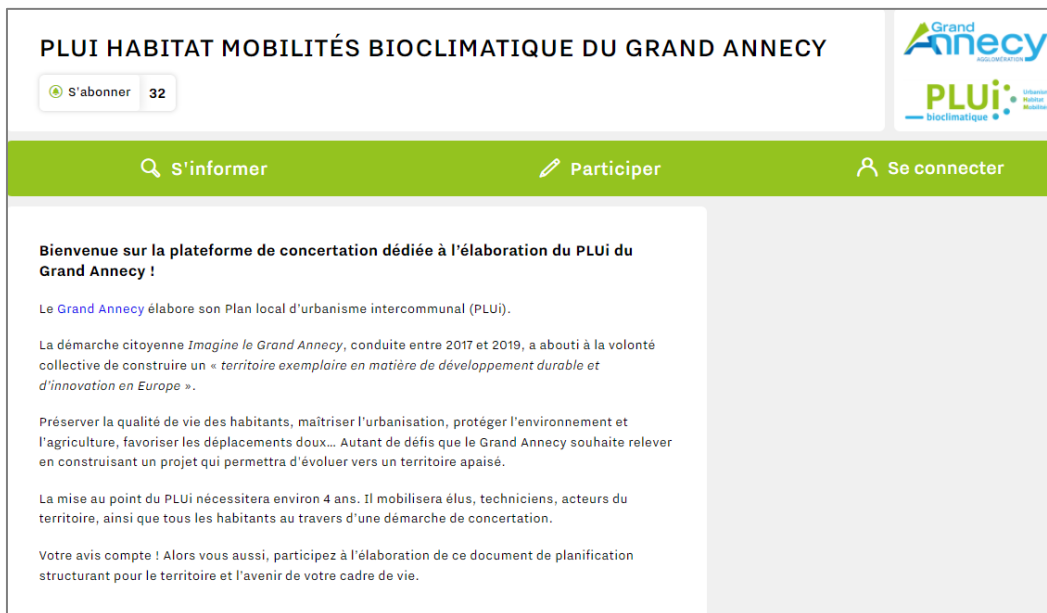 PLUI HABITAT MOBILITÉS BIOCLIMATIQUE DU GRAND ANNECY
S'abonner 32
Grand
Annecy
AGGLOMÉRATION
PLUi
bioclimatique
Urbanisme
Habitat
Mobilités
S'informer
Participer
Se connecter
Bienvenue sur la plateforme de concertation dédiée à l'élaboration du PLUi du
Grand Annecy !
Le Grand Annecy élabore son Plan local d'urbanisme intercommunal (PLUi).
La démarche citoyenne Imagine le Grand Annecy, conduite entre 2017 et 2019, a abouti à la volonté
collective de construire un « territoire exemplaire en matière de développement durable et
d'innovation en Europe ».
Préserver la qualité de vie des habitants, maîtriser l'urbanisation, protéger l'environnement et
l'agriculture, favoriser les déplacements doux... Autant de défis que le Grand Annecy souhaite relever
en construisant un projet qui permettra d'évoluer vers un territoire apaisé.
La mise au point du PLUi nécessitera environ 4 ans. Il mobilisera élus, techniciens, acteurs du
territoire, ainsi que tous les habitants au travers d'une démarche de concertation.
Votre avis compte ! Alors vous aussi, participez à l'élaboration de ce document de planification
structurant pour le territoire et l'avenir de votre cadre de vie.